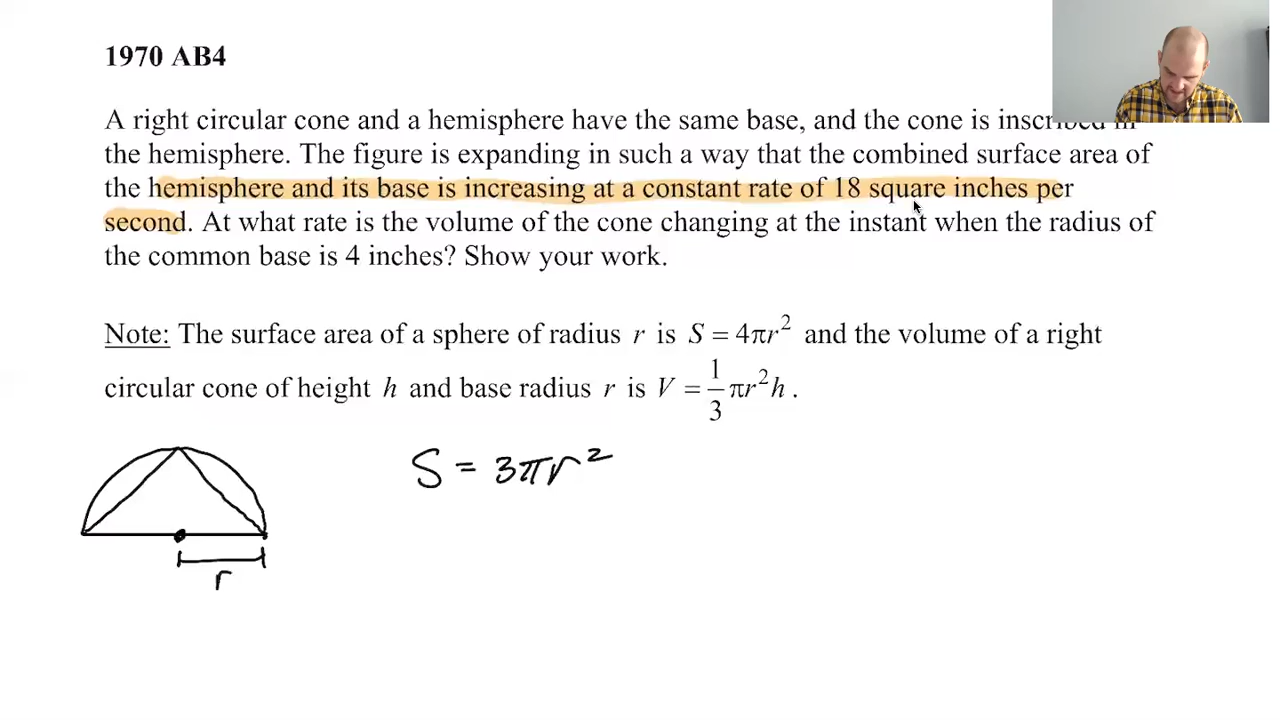 1970 AB4
A right circular cone and a hemisphere have the same base, and the cone is inscribed in
the hemisphere. The figure is expanding in such a way that the combined surface area of
the hemisphere and its base is increasing at a constant rate of 18 square inches per
second. At what rate is the volume of the cone changing at the instant when the radius of
the common base is 4 inches? Show your work.
Note: The surface area of a sphere of radius r is S = 4πr² and the volume of a right
circular cone of height h and base radius r is V = 1/3 πr²h .
S = 3πr²
r